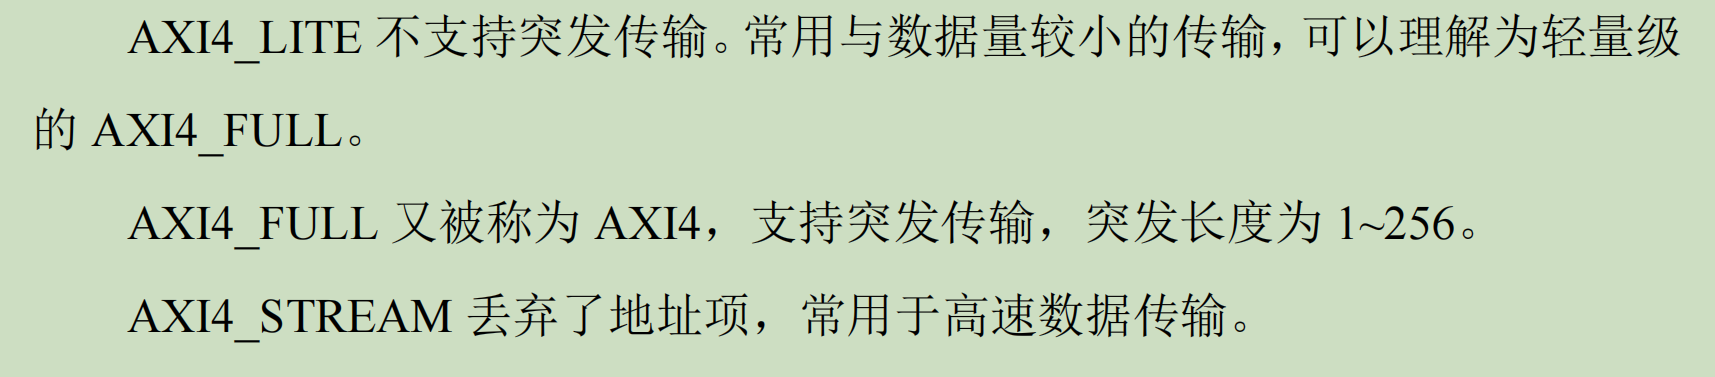 AXI4_LITE 不支持突发传输。常用与数据量较小的传输，可以理解为轻量级
的 AXI4_FULL。
AXI4_FULL 又被称为 AXI4，支持突发传输，突发长度为 1~256。
AXI4_STREAM 丢弃了地址项，常用于高速数据传输。